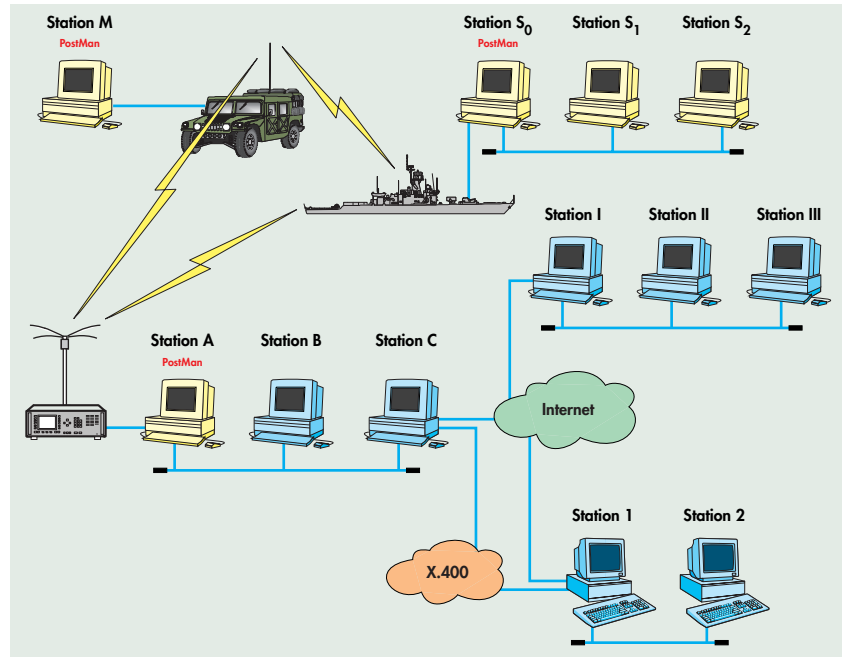 Station M
PostMan
Station S0
PostMan
Station S1
Station S2
Station I
Station II
Station III
Station A
PostMan
Station B
Station C
Internet
Station 1
Station 2
X.400